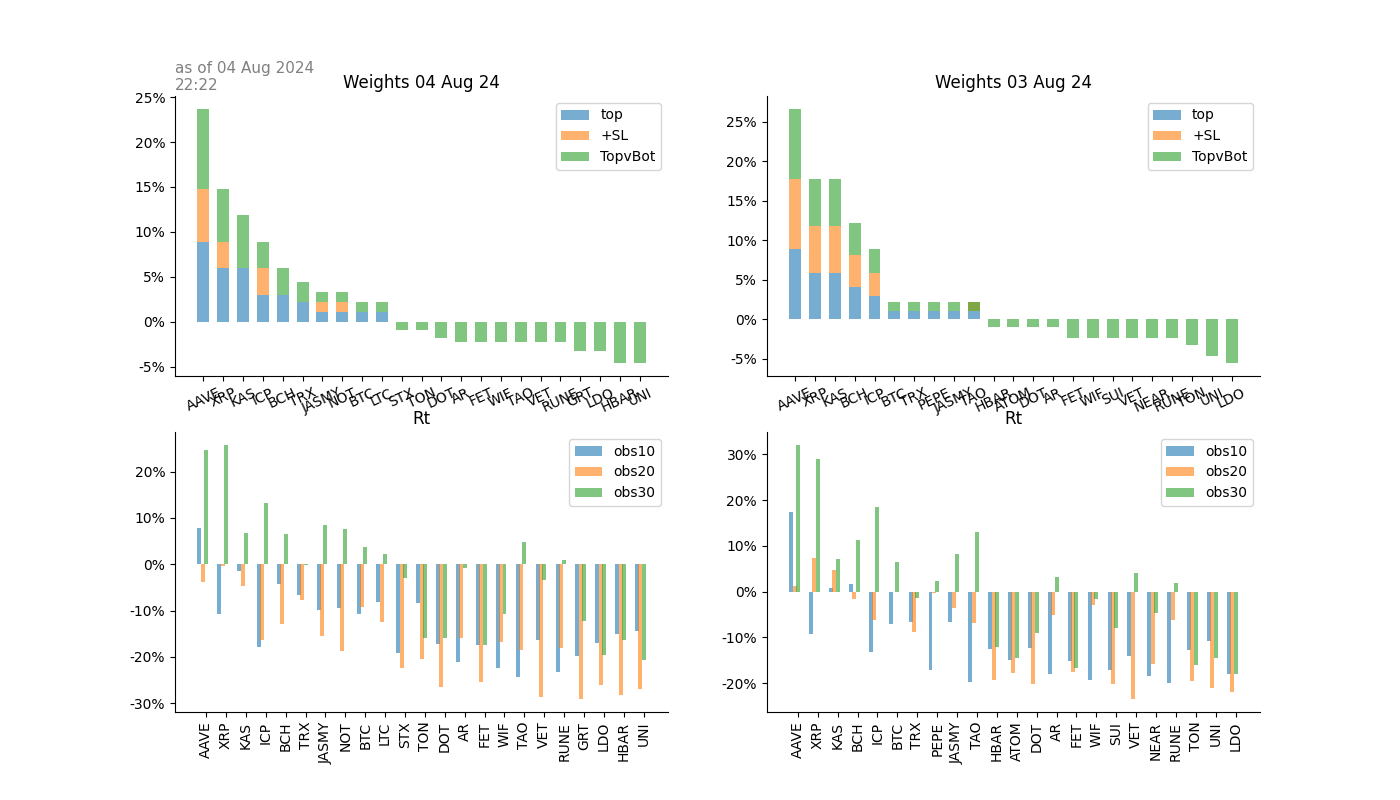 as of 04 Aug 2024
22:22
Weights 04 Aug 24
25%
20%
15%
10%
5%
0%
-5%
top
+SL
TopvBot
AAVE XRP KAS ICP BCH TRX JASMY NOT BTC LTC STX TON DOT AR FET WIF TAO VET RUNE GRT LDO HBAR UNI
Weights 03 Aug 24
25%
20%
15%
10%
5%
0%
-5%
top
+SL
TopvBot
AAVE XRP KAS BCH ICP BTC TRX PEPE JASMY TAO HBAR ATOM DOT AR FET WIF SUI VET NEAR RUNE TON UNI LDO
Rt
20%
10%
0%
-10%
-20%
-30%
obs10
obs20
obs30
AAVE XRP KAS ICP BCH TRX JASMY NOT BTC LTC STX TON DOT AR FET WIF TAO VET RUNE GRT LDO HBAR UNI
Rt
30%
20%
10%
0%
-10%
-20%
obs10
obs20
obs30
AAVE XRP KAS BCH ICP BTC TRX PEPE JASMY TAO HBAR ATOM DOT AR FET WIF SUI VET NEAR RUNE TON UNI LDO